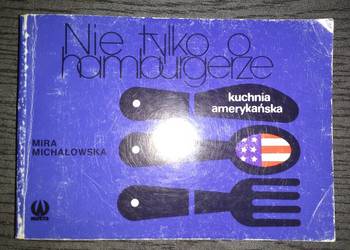 Nie tylko o
hamburgerze
kuchnia
amerykańska
MIRA
MICHAŁOWSKA